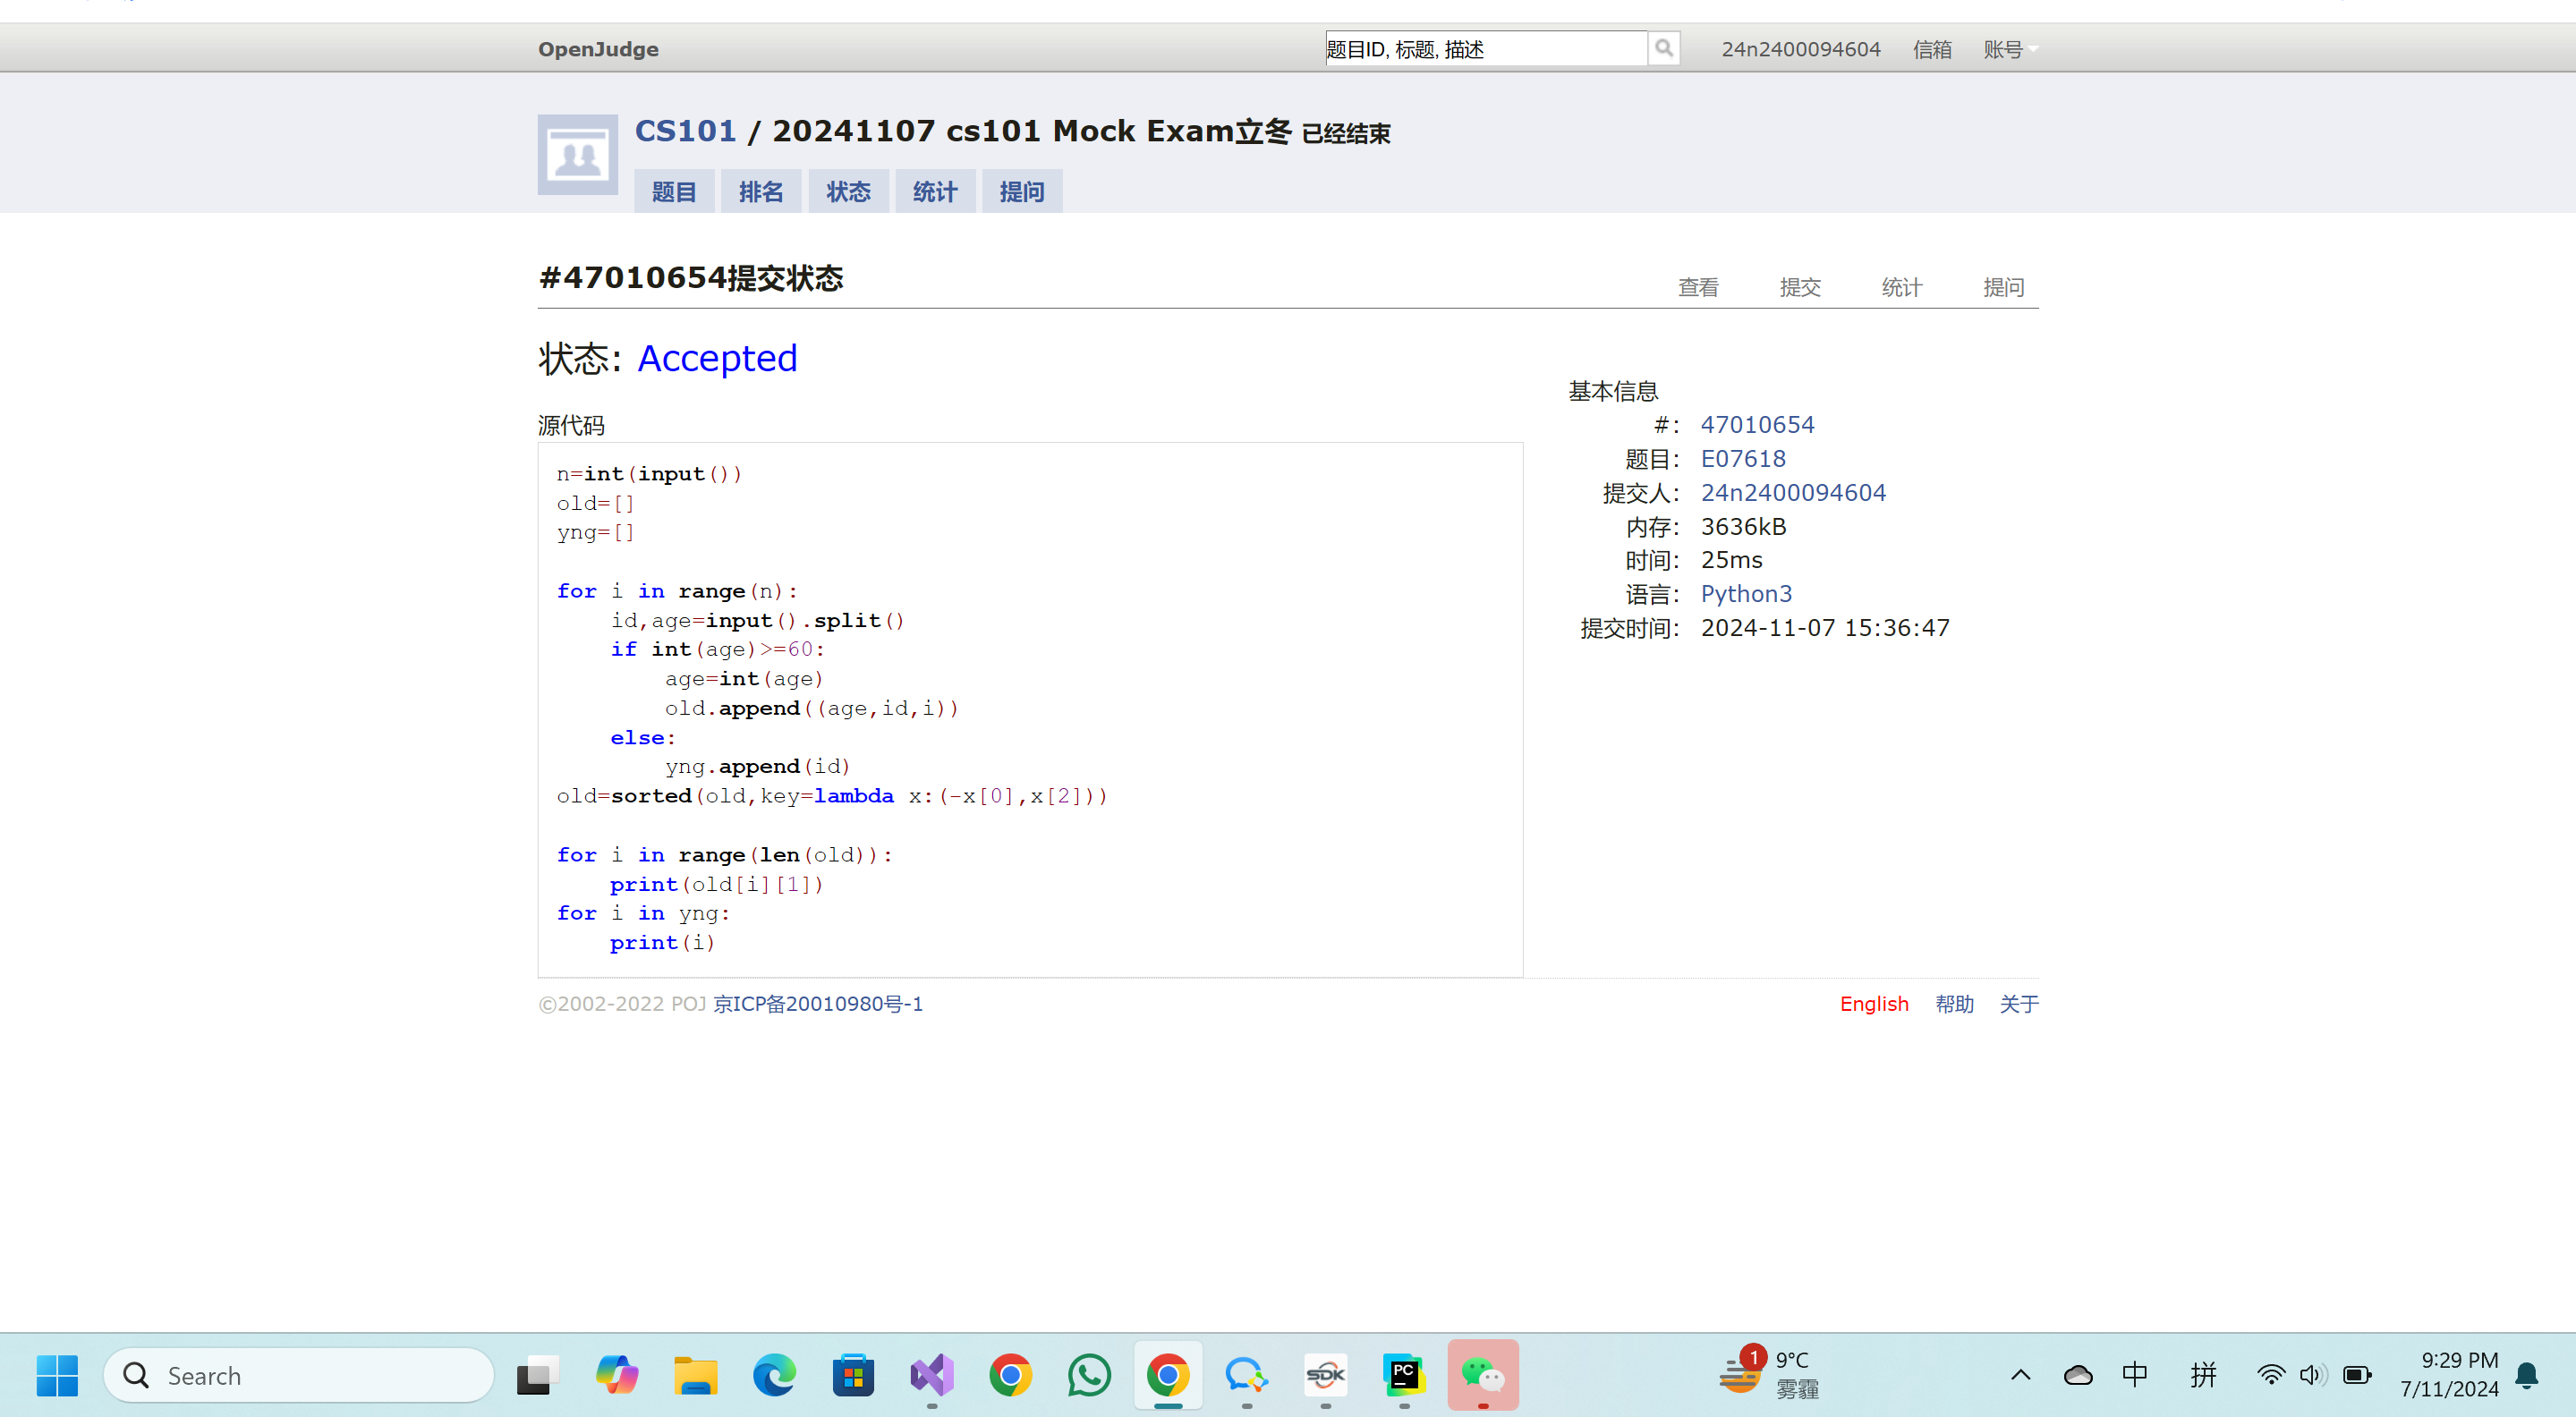 OpenJudge
题目ID, 标题, 描述
24n2400094604 信箱 账号
CS101 / 20241107 cs101 Mock Exam立冬 已经结束
题目 排名 状态 统计 提问
#47010654提交状态
查看 提交 统计 提问
状态: Accepted
源代码
n=int(input())
old=[]
yng=[]
for i in range(n):
    id,age=input().split()
    if int(age)>=60:
        age=int(age)
        old.append((age,id,i))
    else:
        yng.append(id)
old=sorted(old,key=lambda x:(-x[0],x[2]))
for i in range(len(old)):
    print(old[i][1])
for i in yng:
    print(i)
基本信息
#: 47010654
题目: E07618
提交人: 24n2400094604
内存: 3636kB
时间: 25ms
语言: Python3
提交时间: 2024-11-07 15:36:47
©2002-2022 POJ 京ICP备20010980号-1
English 帮助 关于
Search
SDK
PC
1
9°C
雾霾
中
拼
9:29 PM
7/11/2024